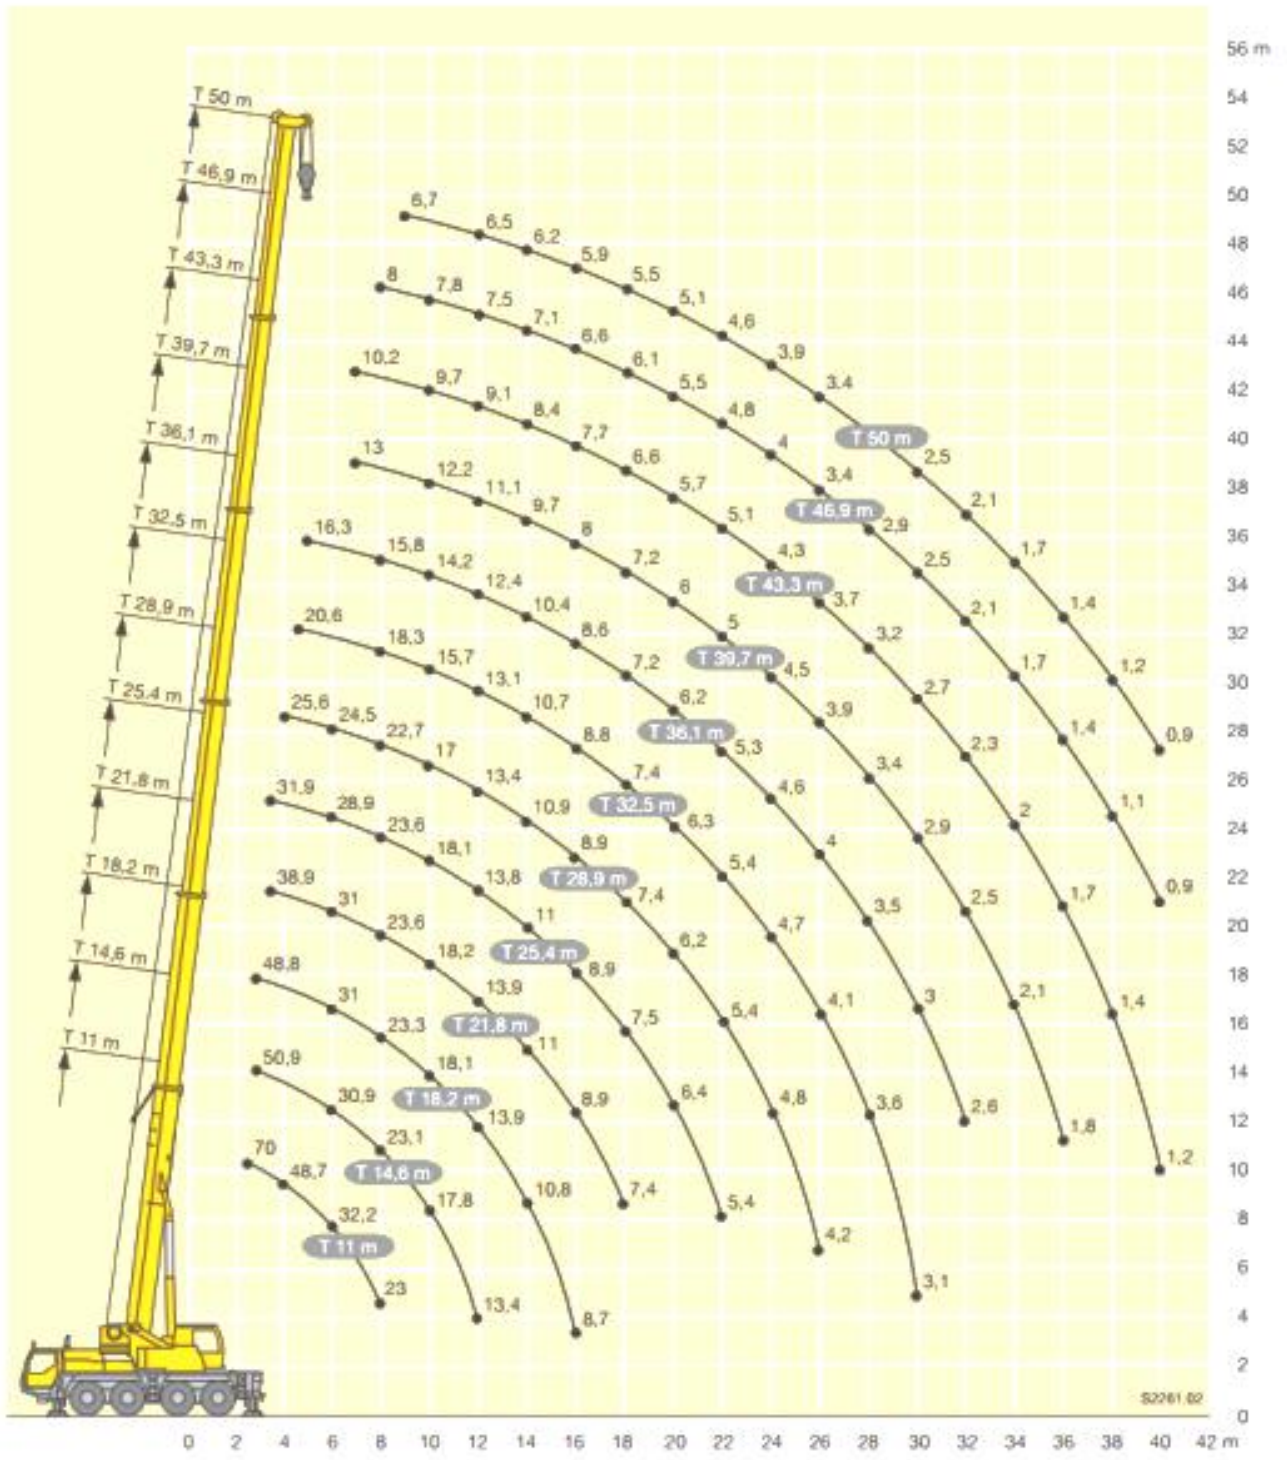 56 m
54
52
50
48
46
44
42
40
38
36
34
32
30
28
26
24
22
20
18
16
14
12
10
8
6
4
2
0
T 50 m
T 46,9 m
T 43,3 m
T 39,7 m
T 36,1 m
T 32,5 m
T 28,9 m
T 25,4 m
T 21,8 m
T 18,2 m
T 14,6 m
T 11 m
6,7 6,5 6,2 5,9 5,5 5,1 4,6 3,9 3,4 T 50 m 2,5 2,1 1,7 1,4 1,2 0,9
8 7,8 7,5 7,1 6,6 6,1 5,5 4,8 4 3,4 T 46,9 m 2,9 2,5 2,1 1,7 1,4 1,1 0,9
10,2 9,7 9,1 8,4 7,7 6,6 5,7 5,1 4,3 T 43,3 m 3,7 3,2 2,7 2,3 2 1,7 1,4 1,2
13 12,2 11,1 9,7 8 7,2 6 5 T 39,7 m 4,5 3,9 3,4 2,9 2,5 2,1 1,8
16,3 15,8 14,2 12,4 10,4 8,6 7,2 6,2 T 36,1 m 5,3 4,6 4 3,5 3 2,6
20,6 18,3 15,7 13,1 10,7 8,8 7,4 T 32,5 m 6,3 5,4 4,7 4,1 3,6 3,1
25,6 24,5 22,7 17 13,4 10,9 8,9 T 28,9 m 7,4 6,2 5,4 4,8 4,2
31,9 28,9 23,6 18,1 13,8 11 T 25,4 m 8,9 7,5 6,4 5,4
38,9 31 23,6 18,2 13,9 T 21,8 m 11 8,9 7,4
48,8 31 23,3 18,1 T 18,2 m 13,9 10,8 8,7
50,9 30,9 23,1 T 14,6 m 17,8 13,4
70 48,7 32,2 T 11 m 23
S2261.02
0 2 4 6 8 10 12 14 16 18 20 22 24 26 28 30 32 34 36 38 40 42 m